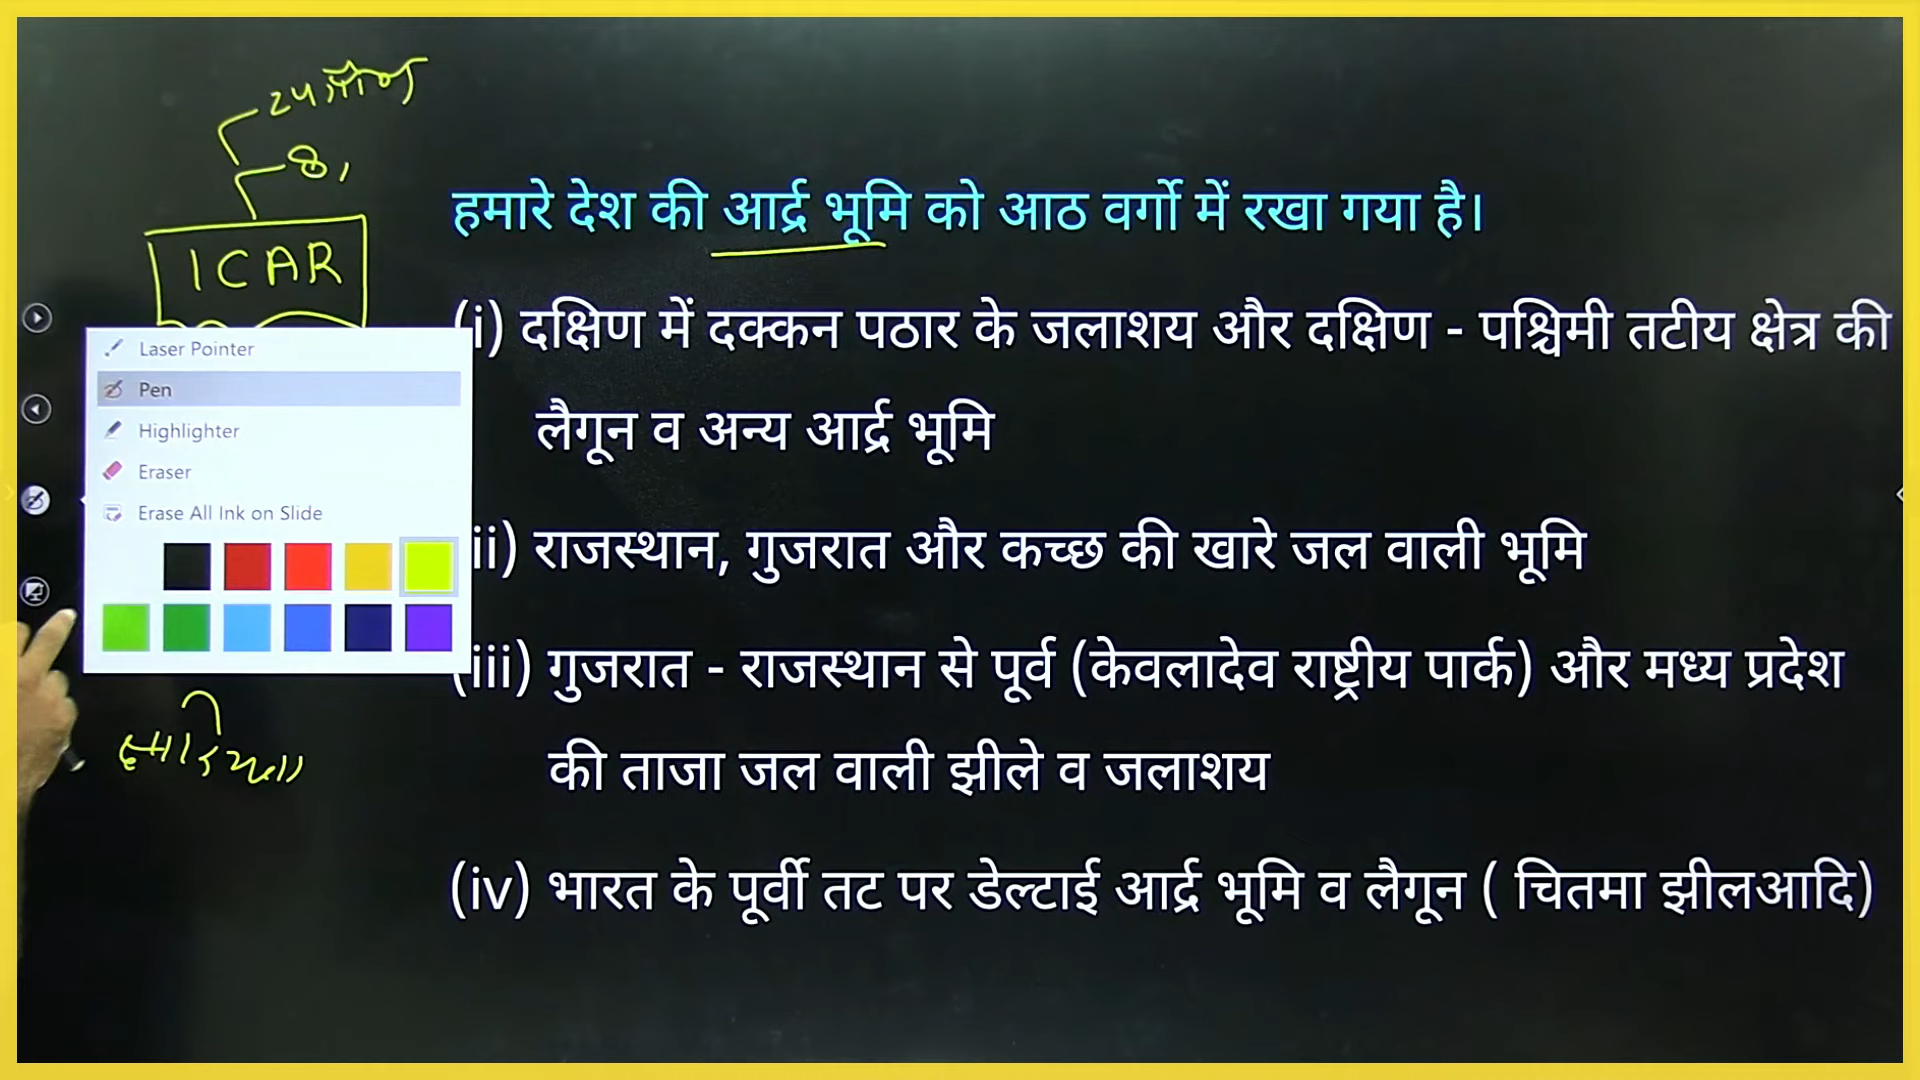 8,
ICAR
हमारे देश की आर्द्र भूमि को आठ वर्गो में रखा गया है।
(i) दक्षिण में दक्कन पठार के जलाशय और दक्षिण - पश्चिमी तटीय क्षेत्र की
लैगून व अन्य आर्द्र भूमि
ii) राजस्थान, गुजरात और कच्छ की खारे जल वाली भूमि
(iii) गुजरात - राजस्थान से पूर्व (केवलादेव राष्ट्रीय पार्क) और मध्य प्रदेश
की ताजा जल वाली झीले व जलाशय
(iv) भारत के पूर्वी तट पर डेल्टाई आर्द्र भूमि व लैगून ( चितमा झीलआदि)
Laser Pointer
Pen
Highlighter
Eraser
Erase All Ink on Slide